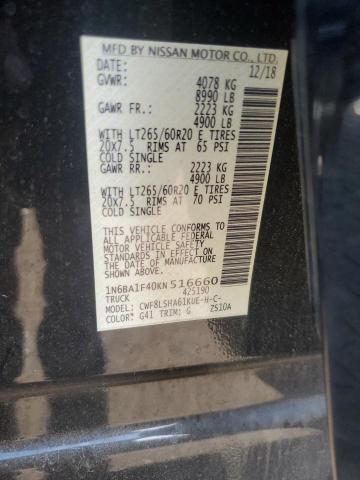 MFD BY NISSAN MOTOR CO., LTD.
DATE: 12/18
GVWR: 4078 KG
8990 LB
GAWR FR.: 2223 KG
4900 LB
WITH LT265/60R20 E TIRES
20x7.5 RIMS AT 65 PSI
COLD SINGLE
GAWR RR.: 2223 KG
4900 LB
WITH LT265/60R20 E TIRES
20x7.5 RIMS AT 70 PSI
COLD SINGLE
THIS VEHICLE CONFORMS TO
ALL APPLICABLE FEDERAL
MOTOR VEHICLE SAFETY
STANDARDS IN EFFECT ON
THE DATE OF MANUFACTURE
SHOWN ABOVE.
1N6BA1F40KN516660
TRUCK 425190
MODEL: CWF8LSHA61KUE-H-C-
COLOR: G41 TRIM: G ZS10A